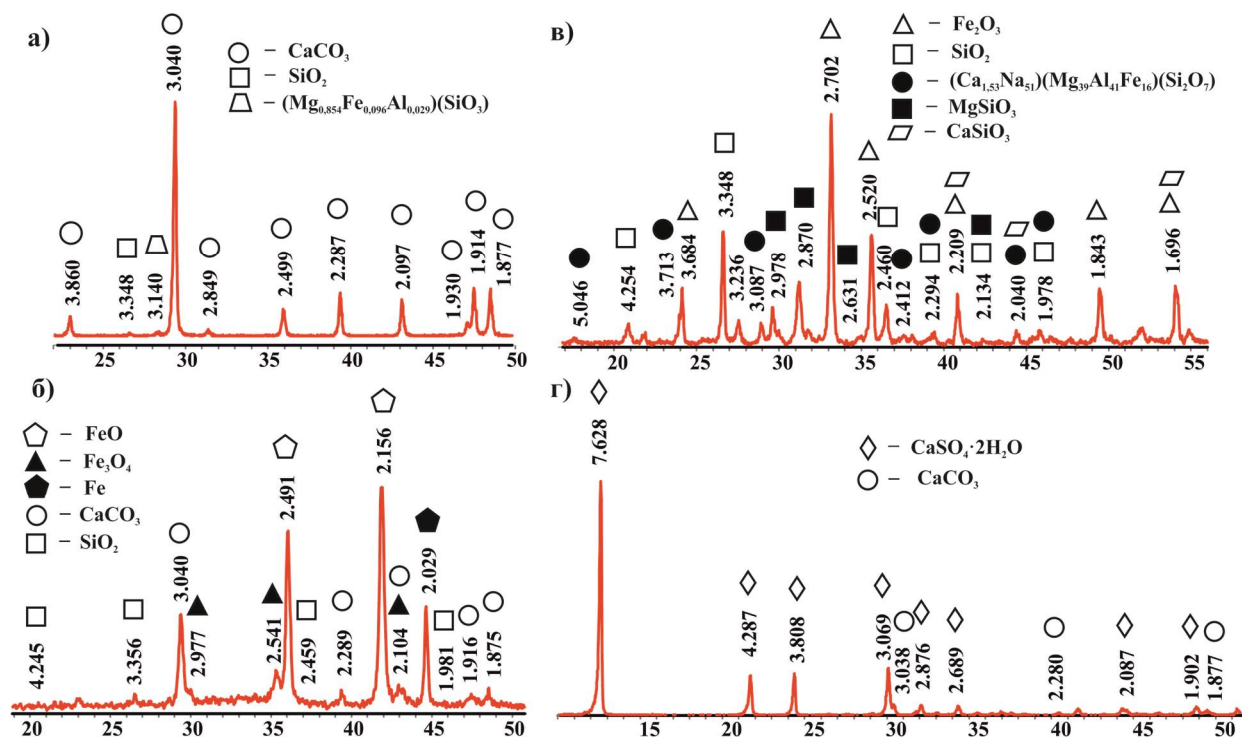 а)
– CaCO₃
– SiO₂
– (Mg₀,₈₅₄Fe₀,₀₉₆Al₀,₀₂₉)(SiO₃)
3.860
3.348
3.140
3.040
2.849
2.499
2.287
2.097
1.930
1.914
1.877
25 30 35 40 45 50
в)
– Fe₂O₃
– SiO₂
– (Ca₁,₅₃Na₅₁)(Mg₃₉Al₄₁Fe₁₆)(Si₂O₇)
– MgSiO₃
– CaSiO₃
5.046
4.254
3.713
3.684
3.348
3.236
3.087
2.978
2.870
2.702
2.631
2.520
2.460
2.412
2.294
2.209
2.134
2.040
1.978
1.843
1.696
20 25 30 35 40 45 50 55
б)
– FeO
– Fe₃O₄
– Fe
– CaCO₃
– SiO₂
4.245
3.356
3.040
2.977
2.541
2.491
2.459
2.289
2.156
2.104
2.029
1.981
1.916
1.875
20 25 30 35 40 45 50
г)
– CaSO₄·2H₂O
– CaCO₃
7.628
4.287
3.808
3.069
3.038
2.876
2.689
2.280
2.087
1.902
1.877
15 20 25 30 35 40 45 50